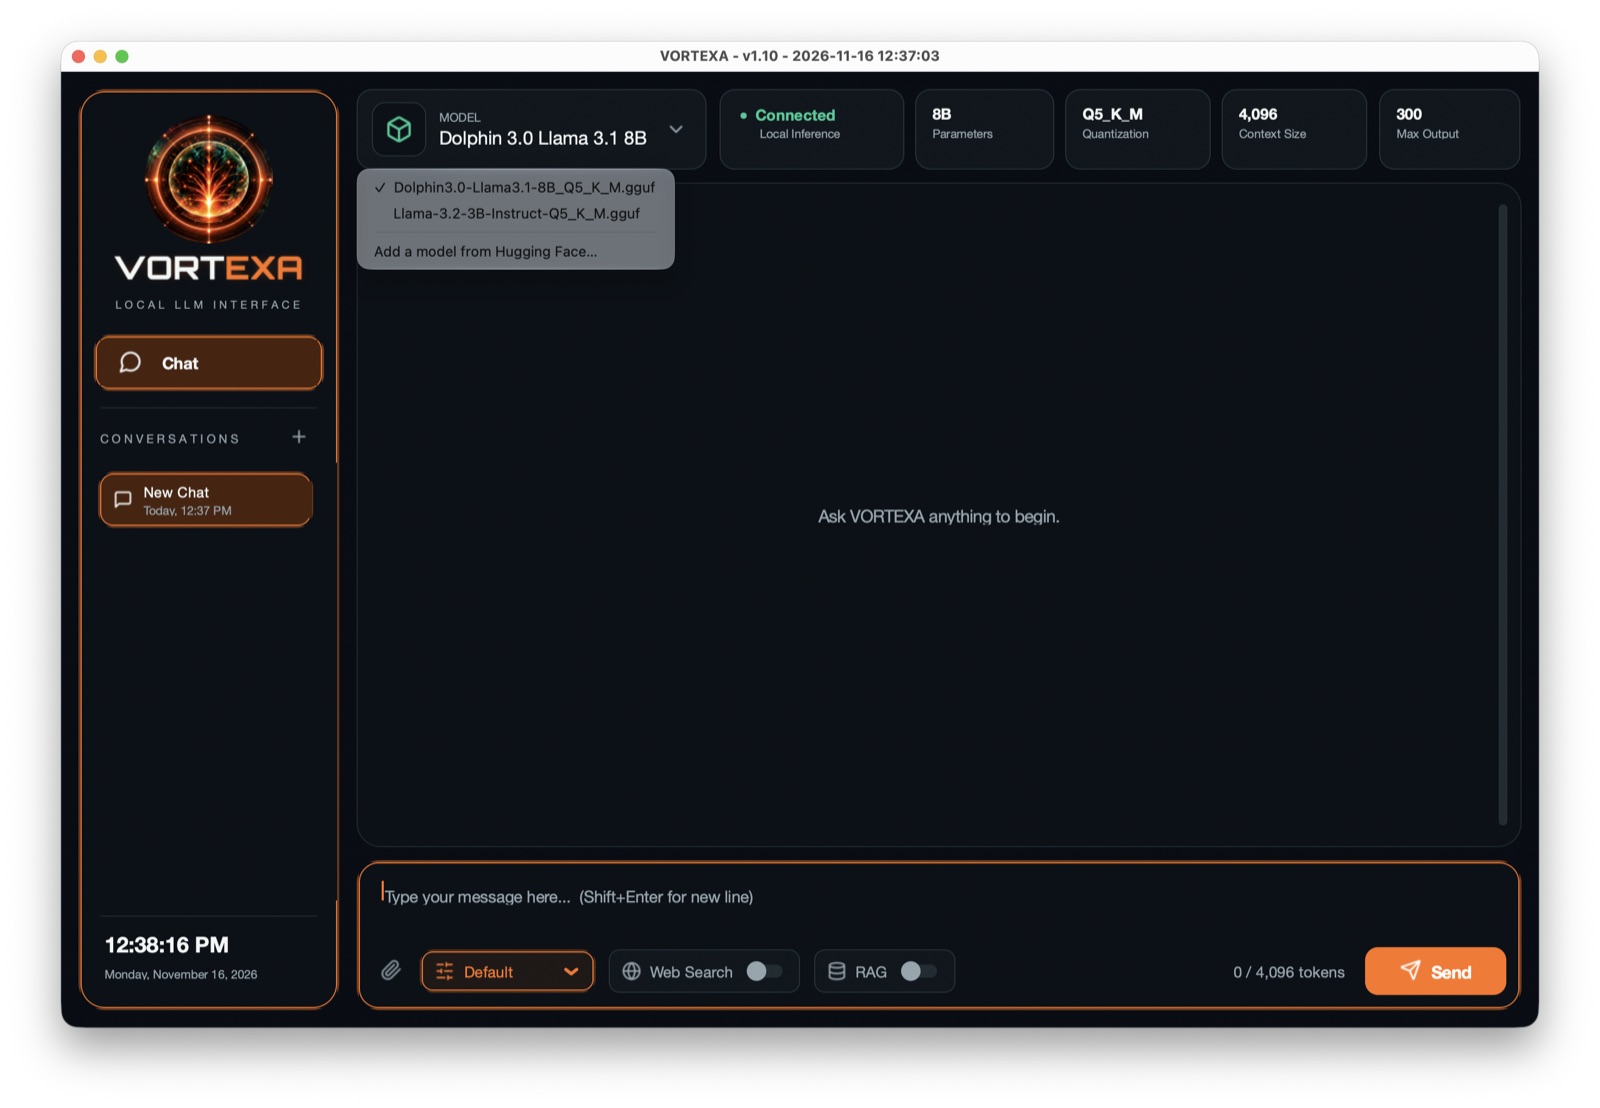 VORTEXA - v1.10 - 2026-11-16 12:37:03
VORTEXA
LOCAL LLM INTERFACE
Chat
CONVERSATIONS
New Chat
Today, 12:37 PM
12:38:16 PM
Monday, November 16, 2026
MODEL
Dolphin 3.0 Llama 3.1 8B
Connected
Local Inference
8B
Parameters
Q5_K_M
Quantization
4,096
Context Size
300
Max Output
✓ Dolphin3.0-Llama3.1-8B_Q5_K_M.gguf
Llama-3.2-3B-Instruct-Q5_K_M.gguf
Add a model from Hugging Face...
Ask VORTEXA anything to begin.
Type your message here... (Shift+Enter for new line)
Default
Web Search
RAG
0 / 4,096 tokens
Send